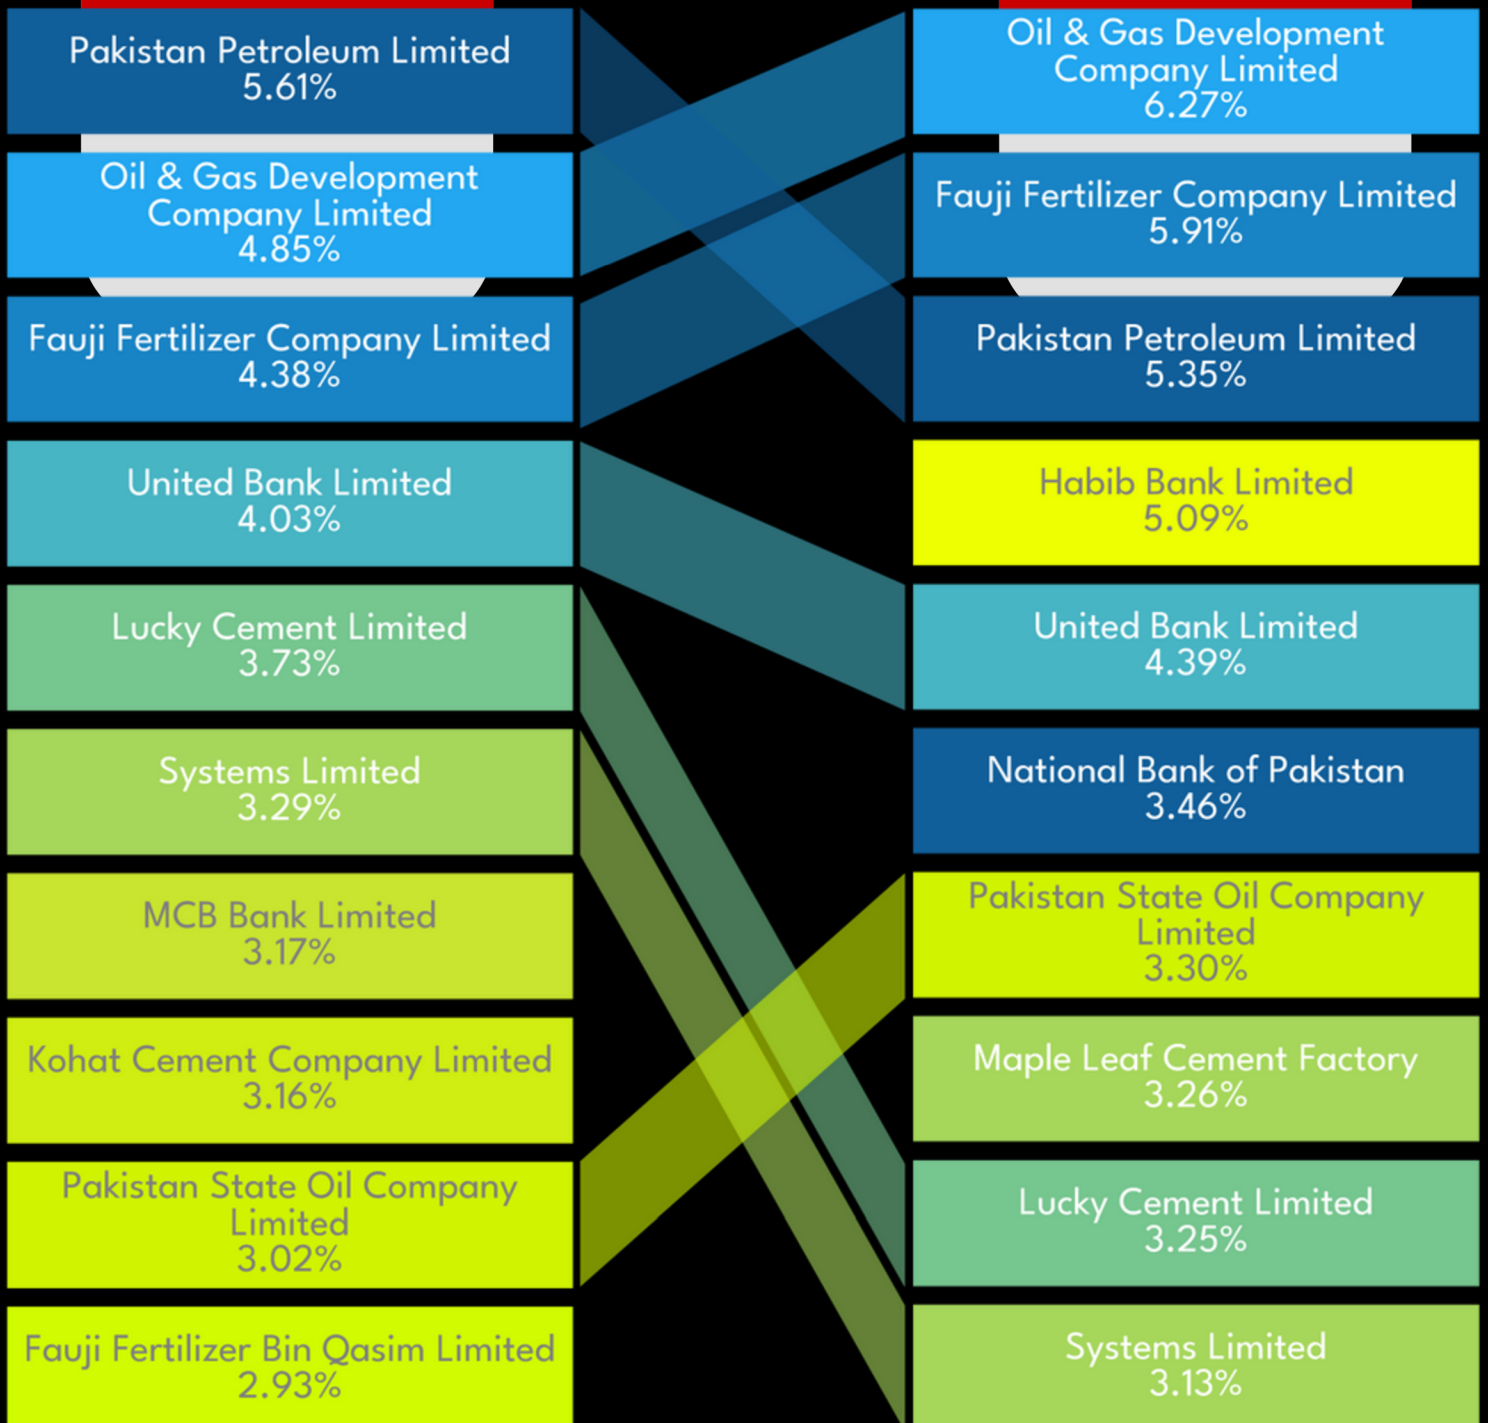 Pakistan Petroleum Limited
5.61%
Oil & Gas Development
Company Limited
4.85%
Fauji Fertilizer Company Limited
4.38%
United Bank Limited
4.03%
Lucky Cement Limited
3.73%
Systems Limited
3.29%
MCB Bank Limited
3.17%
Kohat Cement Company Limited
3.16%
Pakistan State Oil Company
Limited
3.02%
Fauji Fertilizer Bin Qasim Limited
2.93%
Oil & Gas Development
Company Limited
6.27%
Fauji Fertilizer Company Limited
5.91%
Pakistan Petroleum Limited
5.35%
Habib Bank Limited
5.09%
United Bank Limited
4.39%
National Bank of Pakistan
3.46%
Pakistan State Oil Company
Limited
3.30%
Maple Leaf Cement Factory
3.26%
Lucky Cement Limited
3.25%
Systems Limited
3.13%